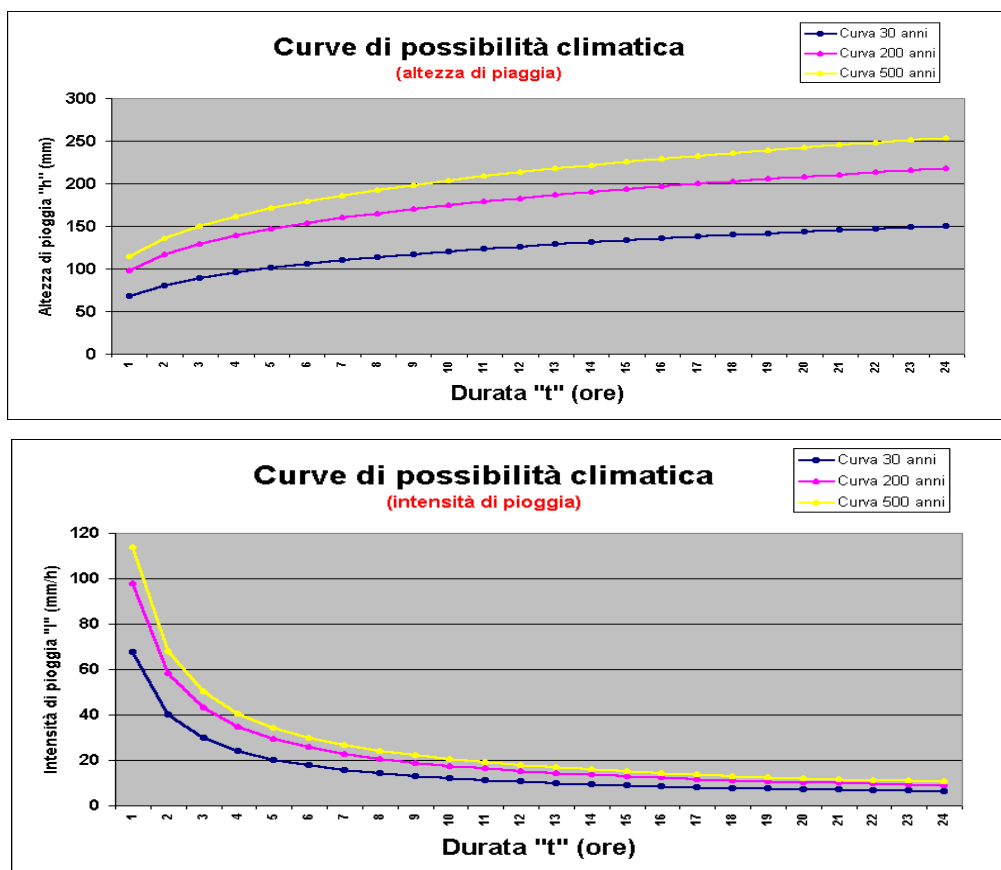 Curve di possibilità climatica
(altezza di piaggia)
Curva 30 anni
Curva 200 anni
Curva 500 anni
Altezza di pioggia "h" (mm)
300
250
200
150
100
50
0
1 2 3 4 5 6 7 8 9 10 11 12 13 14 15 16 17 18 19 20 21 22 23 24
Durata "t" (ore)
Curve di possibilità climatica
(intensità di pioggia)
Curva 30 anni
Curva 200 anni
Curva 500 anni
Intensità di pioggia "I" (mm/h)
120
100
80
60
40
20
0
1 2 3 4 5 6 7 8 9 10 11 12 13 14 15 16 17 18 19 20 21 22 23 24
Durata "t" (ore)